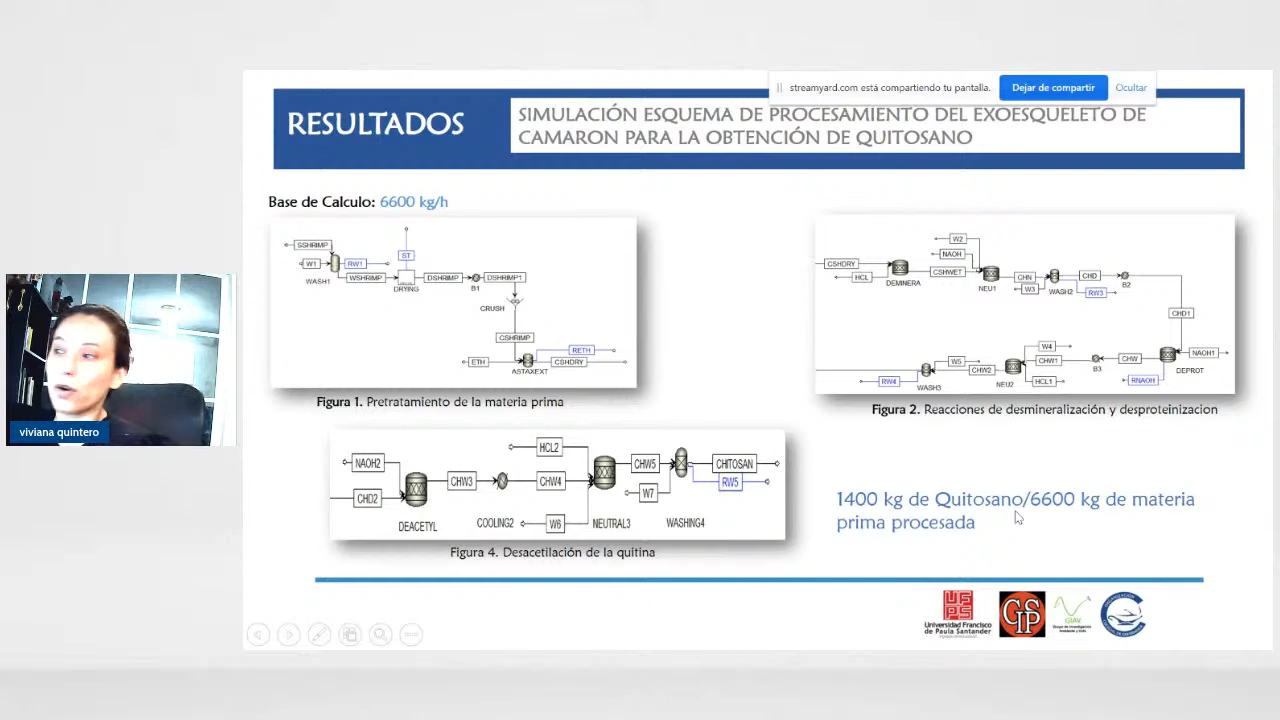 streamyard.com está compartiendo tu pantalla.
Dejar de compartir
Ocultar
RESULTADOS
SIMULACIÓN ESQUEMA DE PROCESAMIENTO DEL EXOESQUELETO DE
CAMARON PARA LA OBTENCIÓN DE QUITOSANO
Base de Calculo: 6600 kg/h
SSHRIMP
W1
RW1
ST
WASH1
WSHRIMP
DRYING
DSHRIMP
B1
DSHRIMP1
CRUSH
CSHRIMP
ETH
ASTAXEXT
RETH
CSHDRY
Figura 1. Pretratamiento de la materia prima
W2
NAOH
CSHDRY
HCL
DEMINERA
CSHWET
NEU1
CHN
W3
WASH2
CHD
RW3
B2
CHD1
NAOH1
DEPROT
RNAOH
CHW
B3
W4
CHW1
HCL1
NEU2
W5
CHW2
WASH3
RW4
Figura 2. Reacciones de desmineralización y desproteinizacion
NAOH2
CHD2
DEACETYL
CHW3
COOLING2
HCL2
CHW4
W6
NEUTRAL3
CHW5
W7
WASHING4
CHITOSAN
RW5
Figura 4. Desacetilación de la quitina
1400 kg de Quitosano/6600 kg de materia
prima procesada
viviana quintero
UFPS
Universidad Francisco
de Paula Santander
GIAV